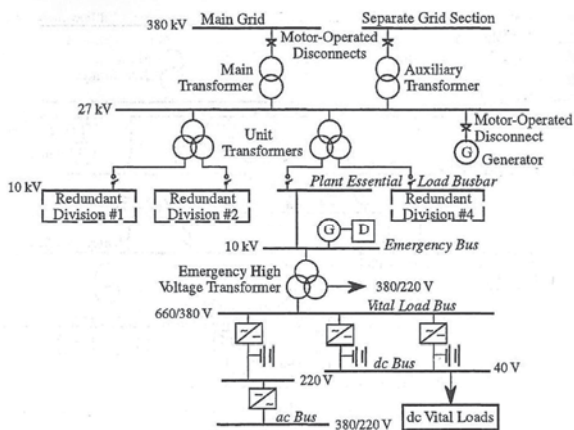 Main Grid
Separate Grid Section
380 kV
Motor-Operated
Disconnects
Main
Transformer
Auxiliary
Transformer
27 kV
Motor-Operated
Disconnect
Unit
Transformers
G
Generator
10 kV
Plant Essential
Load Busbar
Redundant
Division #1
Redundant
Division #2
Redundant
Division #4
G
D
10 kV
Emergency Bus
Emergency High
Voltage Transformer
380/220 V
Vital Load Bus
660/380 V
dc Bus
40 V
220 V
ac Bus
380/220 V
dc Vital Loads